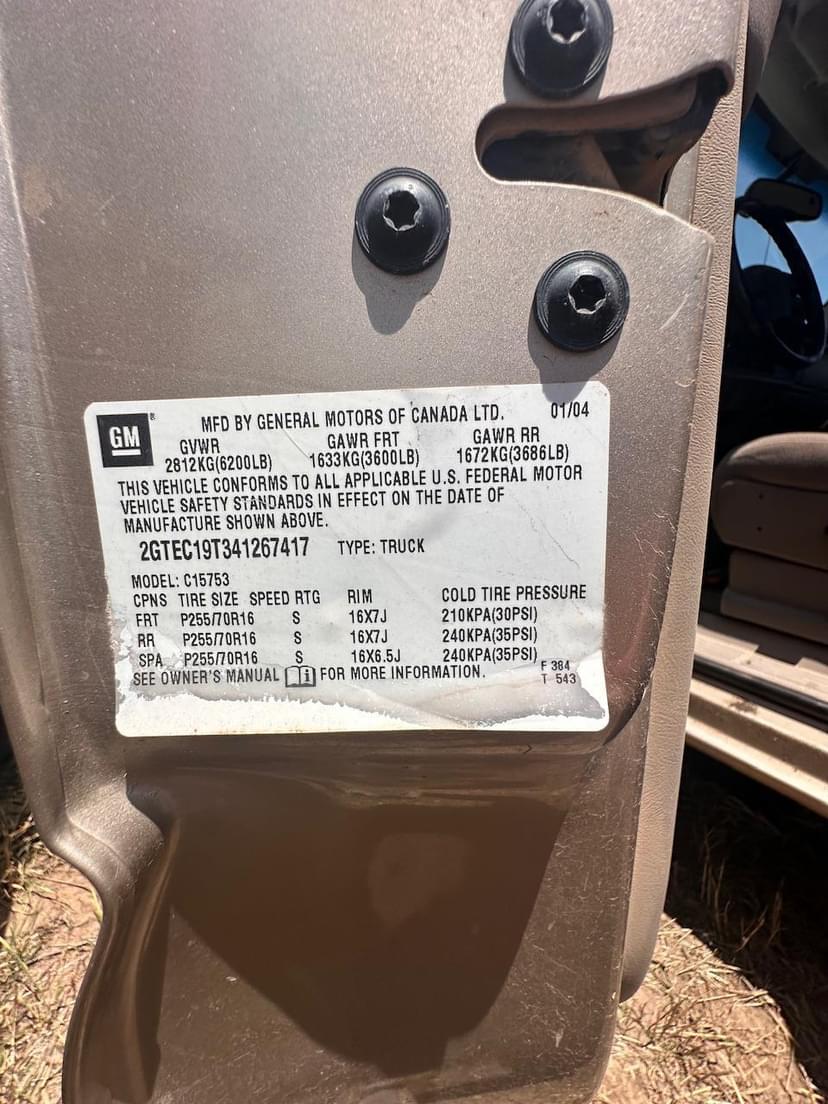 GM ® MFD BY GENERAL MOTORS OF CANADA LTD. 01/04
GVWR GAWR FRT GAWR RR
2812KG(6200LB) 1633KG(3600LB) 1672KG(3686LB)
THIS VEHICLE CONFORMS TO ALL APPLICABLE U.S. FEDERAL MOTOR
VEHICLE SAFETY STANDARDS IN EFFECT ON THE DATE OF
MANUFACTURE SHOWN ABOVE.
2GTEC19T341267417 TYPE: TRUCK
MODEL: C15753
CPNS TIRE SIZE SPEED RTG RIM COLD TIRE PRESSURE
FRT P255/70R16 S 16X7J 210KPA(30PSI)
RR P255/70R16 S 16X7J 240KPA(35PSI)
SPA P255/70R16 S 16X6.5J 240KPA(35PSI)
SEE OWNER'S MANUAL i FOR MORE INFORMATION. F 384
T 543